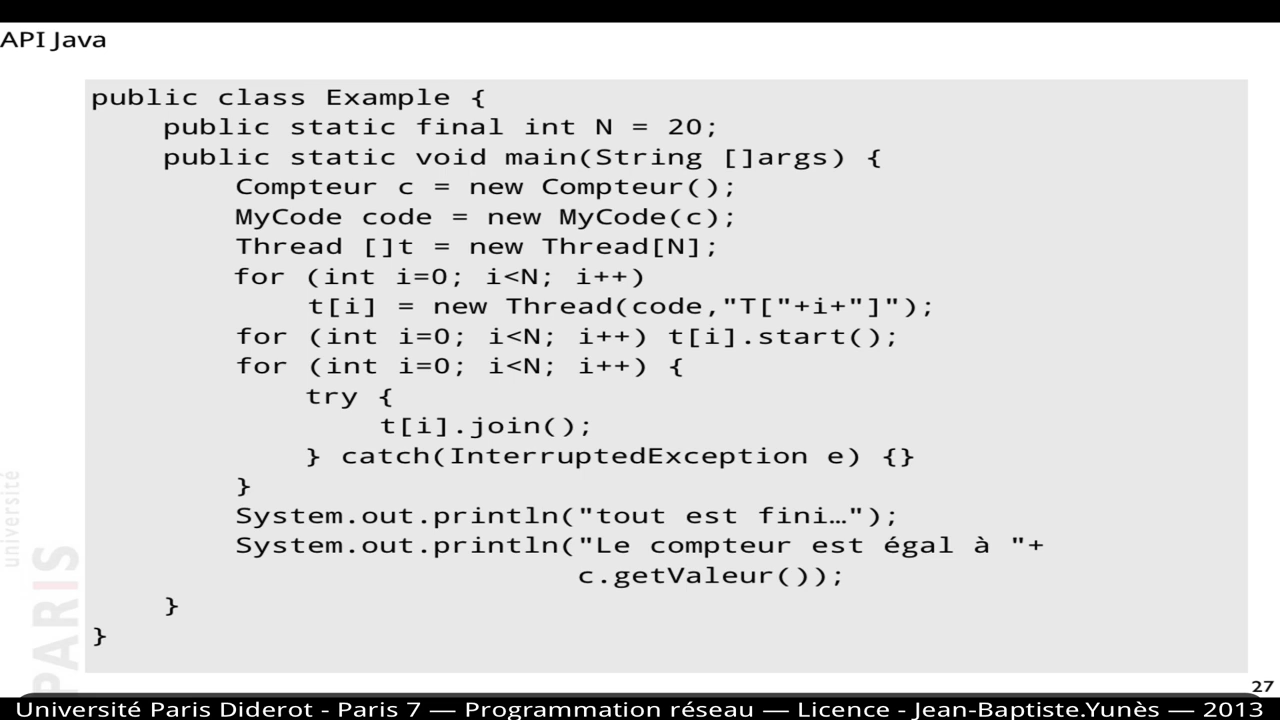 API Java
public class Example {
public static final int N = 20;
public static void main(String []args) {
Compteur c = new Compteur();
MyCode code = new MyCode(c);
Thread []t = new Thread[N];
for (int i=0; i<N; i++)
t[i] = new Thread(code,"T["+i+"]");
for (int i=0; i<N; i++) t[i].start();
for (int i=0; i<N; i++) {
try {
t[i].join();
} catch(InterruptedException e) {}
}
System.out.println("tout est fini…");
System.out.println("Le compteur est égal à "+
c.getValeur());
}
}
université
PARIS
27
Université Paris Diderot - Paris 7 — Programmation réseau — Licence - Jean-Baptiste.Yunès — 2013